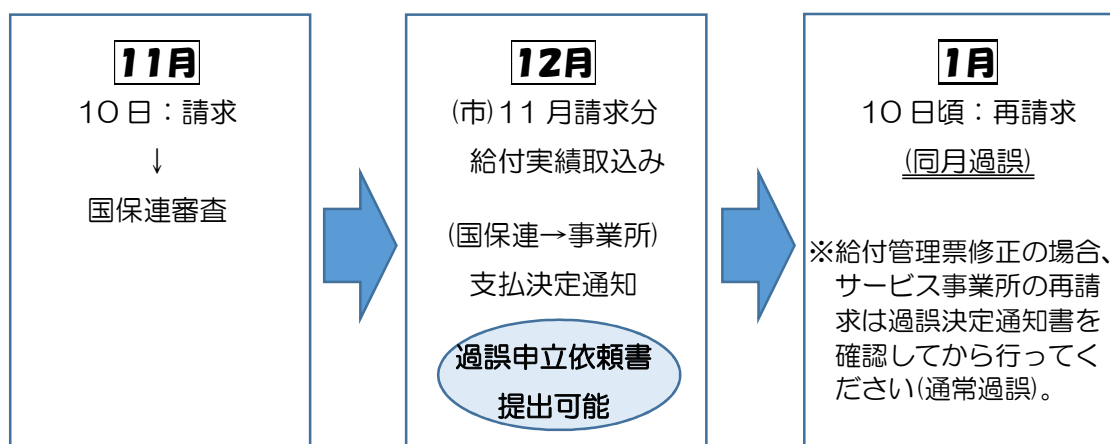 11月
10日：請求
↓
国保連審査
12月
(市)11月請求分
給付実績取込み
(国保連→事業所)
支払決定通知
過誤申立依頼書
提出可能
1月
10日頃：再請求
(同月過誤)
※給付管理票修正の場合、
サービス事業所の再請
求は過誤決定通知書を
確認してから行ってく
ださい(通常過誤)。